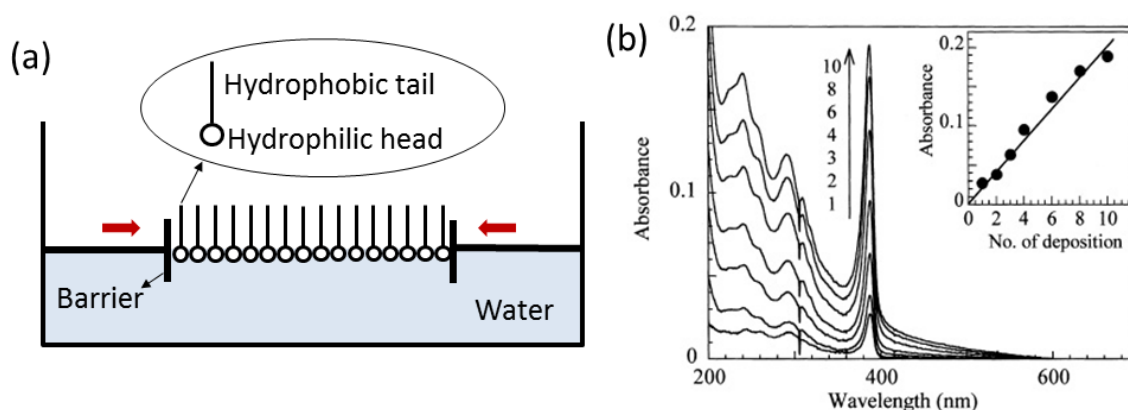 (a)
Hydrophobic tail
Hydrophilic head
Barrier
Water
(b)
0.2
0.1
0
Absorbance
10
8
6
4
3
2
1
200
400
600
Wavelength (nm)
0.2
0.1
0
Absorbance
0 2 4 6 8 10
No. of deposition